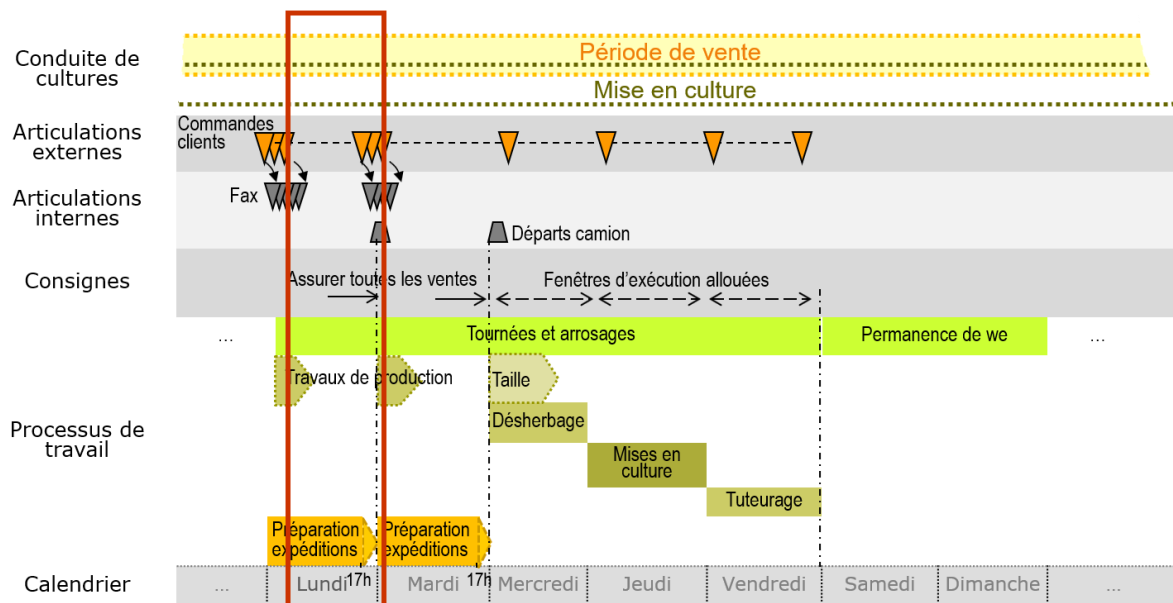 Conduite de
cultures
Période de vente
Mise en culture
Articulations
externes
Commandes
clients
Articulations
internes
Fax
Départs camion
Consignes
Assurer toutes les ventes
Fenêtres d'exécution allouées
...
Tournées et arrosages
Permanence de we
...
Processus de
travail
Travaux de production
Taille
Désherbage
Mises en
culture
Tuteurage
Préparation
expéditions
Préparation
expéditions
17h
17h
Calendrier
...
Lundi
Mardi
Mercredi
Jeudi
Vendredi
Samedi
Dimanche
...